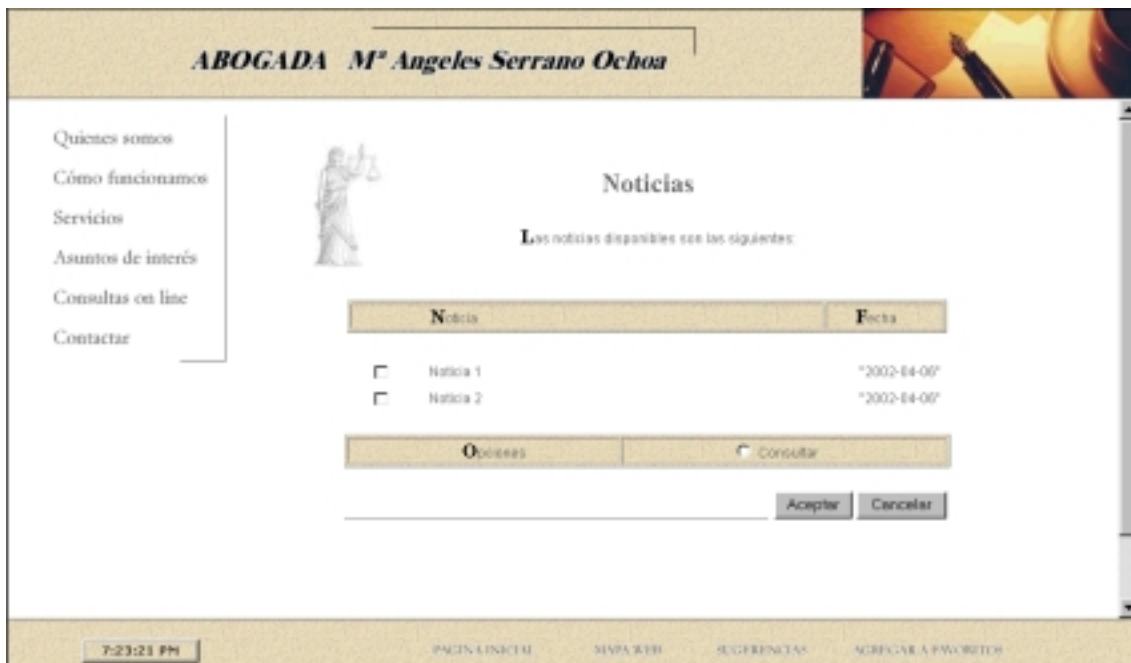 ABOGADA Mª Angeles Serrano Ochoa
Quienes somos
Cómo funcionamos
Servicios
Asuntos de interés
Consultas on line
Contactar
Noticias
Las noticias disponibles son las siguientes:
Noticia Fecha
Noticia 1 "2002-04-06"
Noticia 2 "2002-04-06"
Opciones Consultar
Aceptar Cancelar
7:23:21 PM PAGINA INICIAL MAPA WEB SUGERENCIAS AGREGAR A FAVORITOS